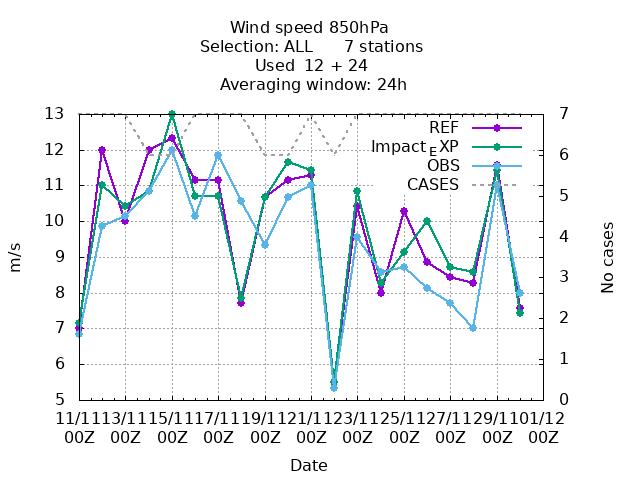 Wind speed 850hPa
Selection: ALL 7 stations
Used 12 + 24
Averaging window: 24h
13 7
REF
12 6
Impact_EXP
OBS
11 5
CASES
10
4
9
3
8
2
7
6 1
5 0
m/s
No cases
11/11 13/11 15/11 17/11 19/11 21/11 23/11 25/11 27/11 29/11 01/12
00Z 00Z 00Z 00Z 00Z 00Z 00Z 00Z 00Z 00Z 00Z
Date